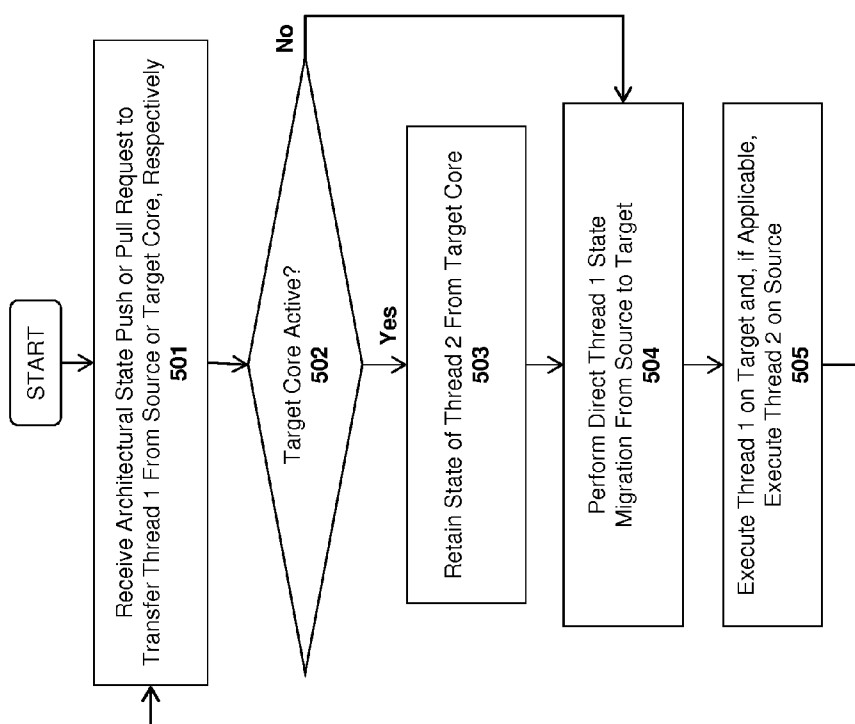 START
Receive Architectural State Push or Pull Request to
Transfer Thread 1 From Source or Target Core, Respectively
501
Target Core Active?
502
No
Yes
Retain State of Thread 2 From Target Core
503
Perform Direct Thread 1 State
Migration From Source to Target
504
Execute Thread 1 on Target and, if Applicable,
Execute Thread 2 on Source
505